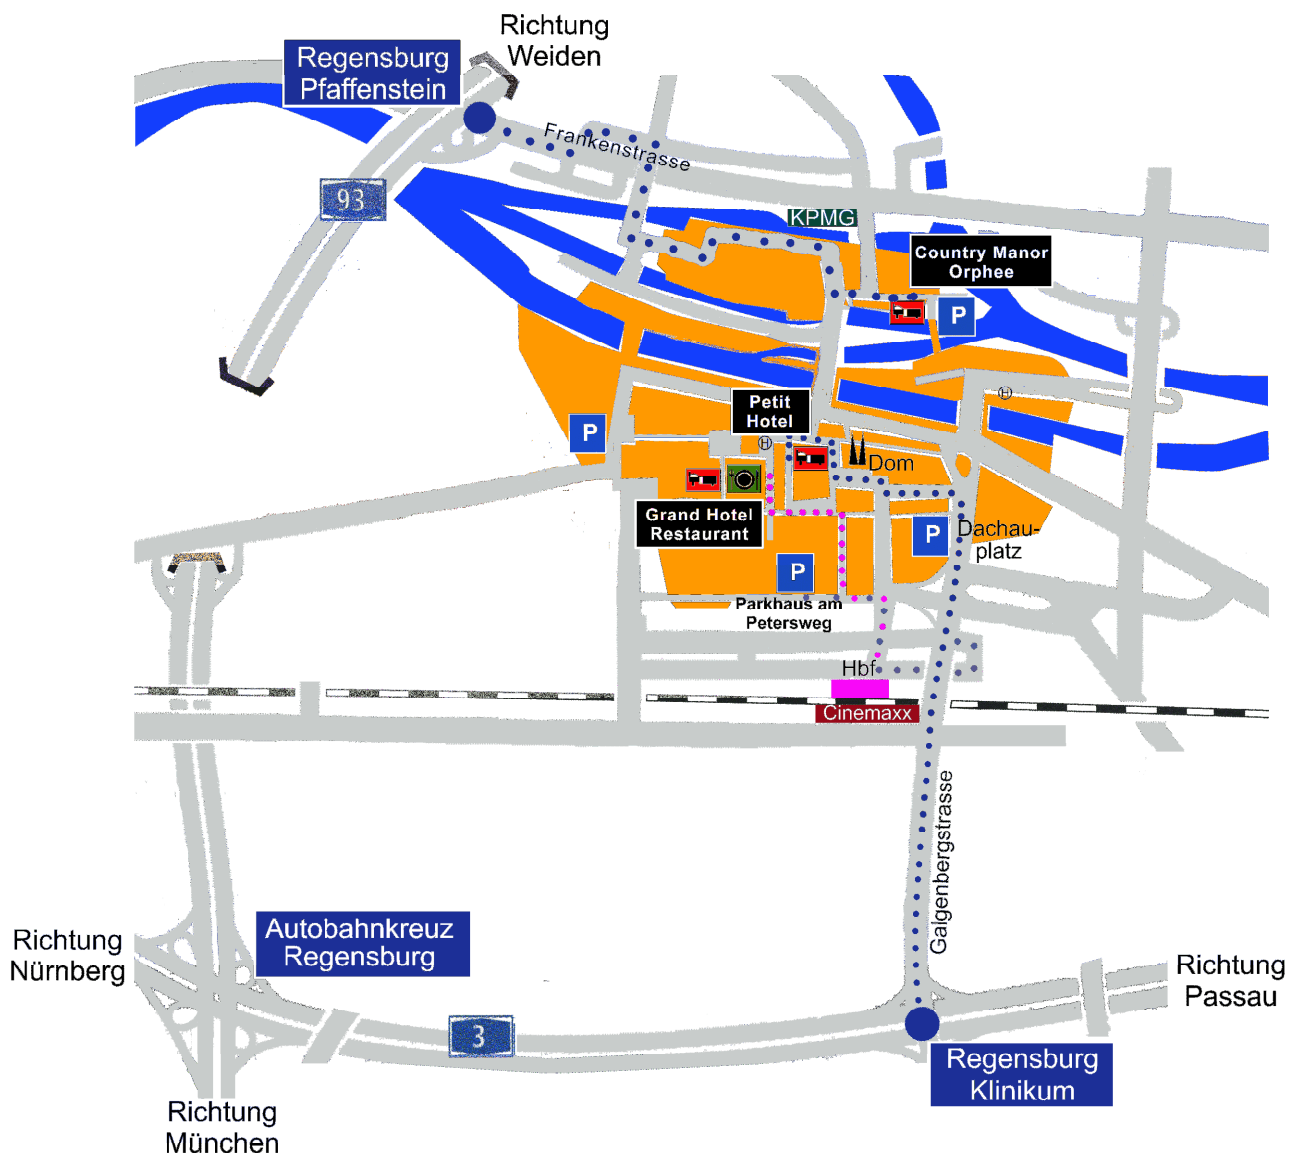 Richtung
Weiden
Regensburg
Pfaffenstein
Frankenstrasse
93
KPMG
Country Manor
Orphee
P
Petit
Hotel
H
H
P
Dom
Grand Hotel
Restaurant
P
Dachau-
platz
P
Parkhaus am
Petersweg
Hbf
Cinemaxx
Galgenbergstrasse
Richtung
Nürnberg
Autobahnkreuz
Regensburg
Richtung
Passau
3
Regensburg
Klinikum
Richtung
München